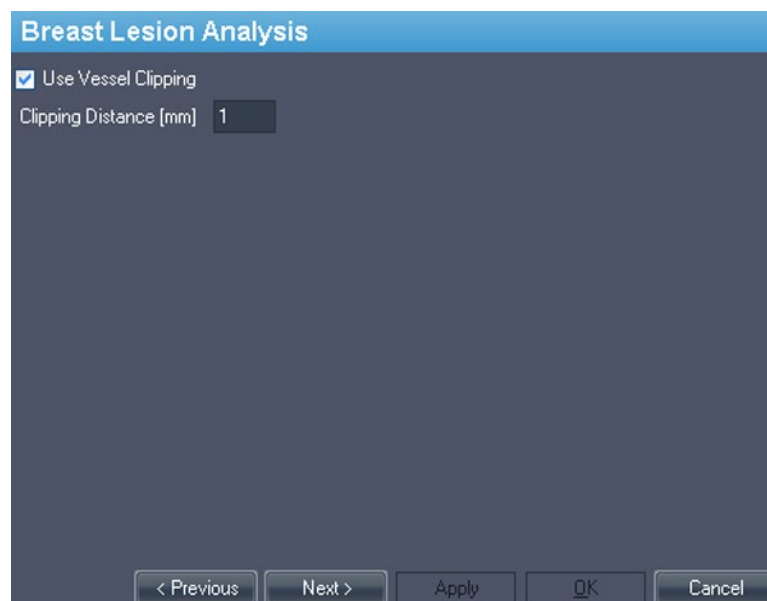 Breast Lesion Analysis
Use Vessel Clipping
Clipping Distance [mm] 1
< Previous Next > Apply OK Cancel